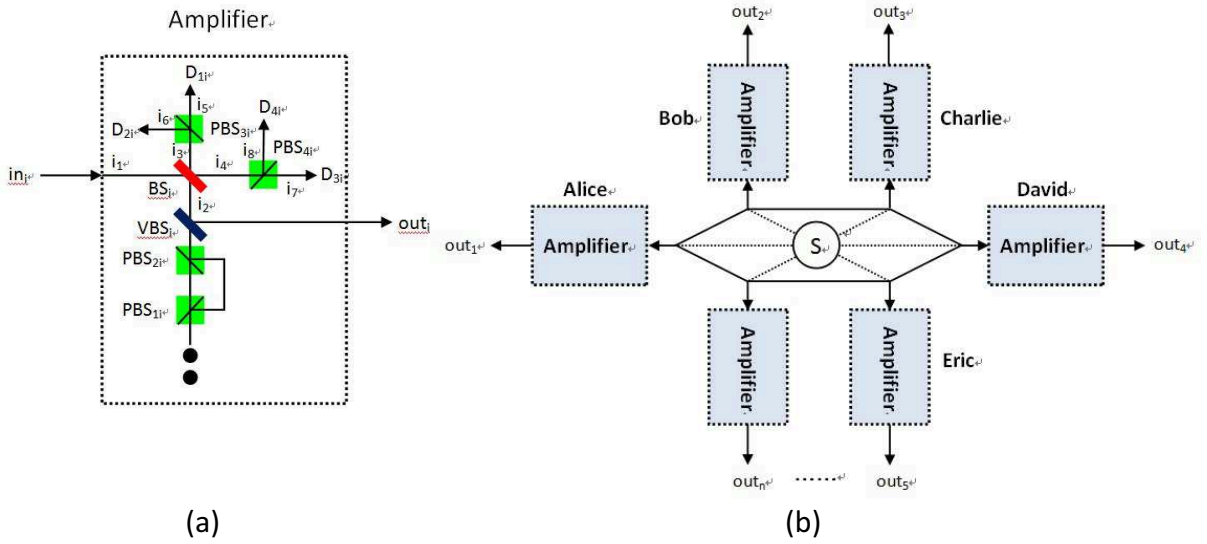 Amplifier
D1i
i6 i5
D2i
PBS3i
D4i
i8
PBS4i
ini
i1
i3
i4
i7
D3i
BSi
i2
VBSi
outi
PBS2i
PBS1i
(a)
out2
out3
Bob
Amplifier
Amplifier
Charlie
Alice
David
out1
Amplifier
S
Amplifier
out4
Amplifier
Amplifier
Eric
outn
out5
(b)